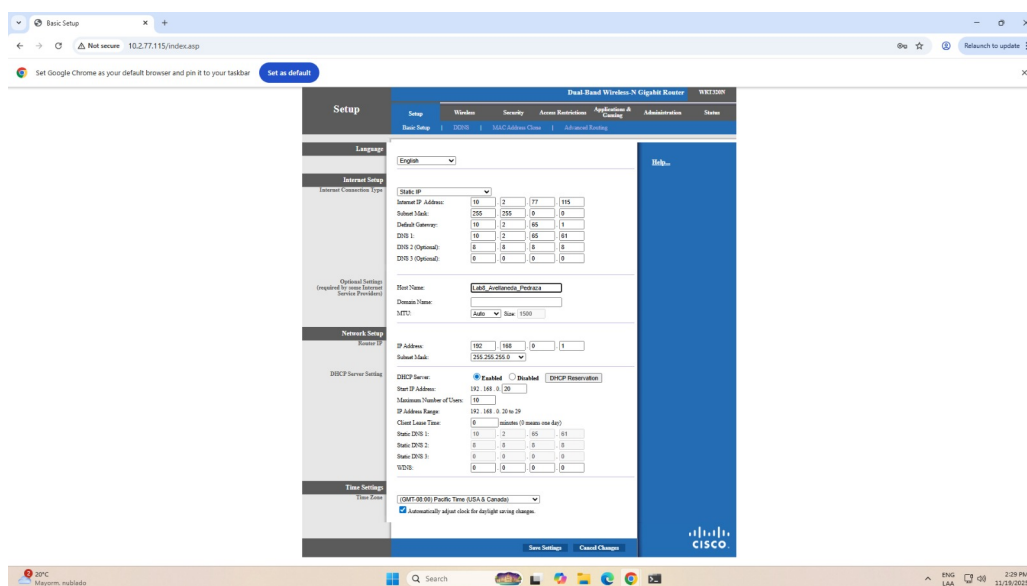 Basic Setup
Not secure 10.2.77.115/index.asp
Relaunch to update
Set Google Chrome as your default browser and pin it to your taskbar Set as default
Dual-Band Wireless-N Gigabit Router WRT320N
Setup
Setup Wireless Security Access Restrictions Applications & Gaming Administration Status
Basic Setup | DDNS | MAC Address Clone | Advanced Routing
Language
English
Help...
Internet Setup
Internet Connection Type
Static IP
Internet IP Address: 10 . 2 . 77 . 115
Subnet Mask: 255 . 255 . 0 . 0
Default Gateway: 10 . 2 . 65 . 1
DNS 1: 10 . 2 . 65 . 61
DNS 2 (Optional): 8 . 8 . 8 . 8
DNS 3 (Optional): 0 . 0 . 0 . 0
Optional Settings
(required by some Internet
Service Providers)
Host Name: Lab8_Avellaneda_Pedraza
Domain Name:
MTU: Auto Size: 1500
Network Setup
Router IP
IP Address: 192 . 168 . 0 . 1
Subnet Mask: 255.255.255.0
DHCP Server Setting
DHCP Server: Enabled Disabled DHCP Reservation
Start IP Address: 192 . 168 . 0. 20
Maximum Number of Users: 10
IP Address Range: 192 . 168 . 0. 20 to 29
Client Lease Time: 0 minutes (0 means one day)
Static DNS 1: 10 . 2 . 65 . 61
Static DNS 2: 8 . 8 . 8 . 8
Static DNS 3: 0 . 0 . 0 . 0
WINS: 0 . 0 . 0 . 0
Time Settings
Time Zone
(GMT-08:00) Pacific Time (USA & Canada)
Automatically adjust clock for daylight saving changes.
Save Settings Cancel Changes
CISCO
20°C
Mayorm. nublado
Search
ENG
LAA
2:29 PM